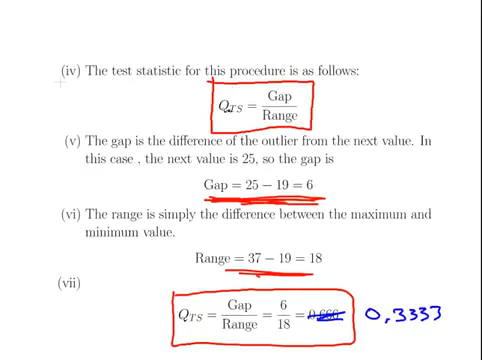 (iv) The test statistic for this procedure is as follows:
Q_TS = Gap / Range
(v) The gap is the difference of the outlier from the next value. In
this case , the next value is 25, so the gap is
Gap = 25 − 19 = 6
(vi) The range is simply the difference between the maximum and
minimum value.
Range = 37 − 19 = 18
(vii)
Q_TS = Gap / Range = 6 / 18 = 0.3333